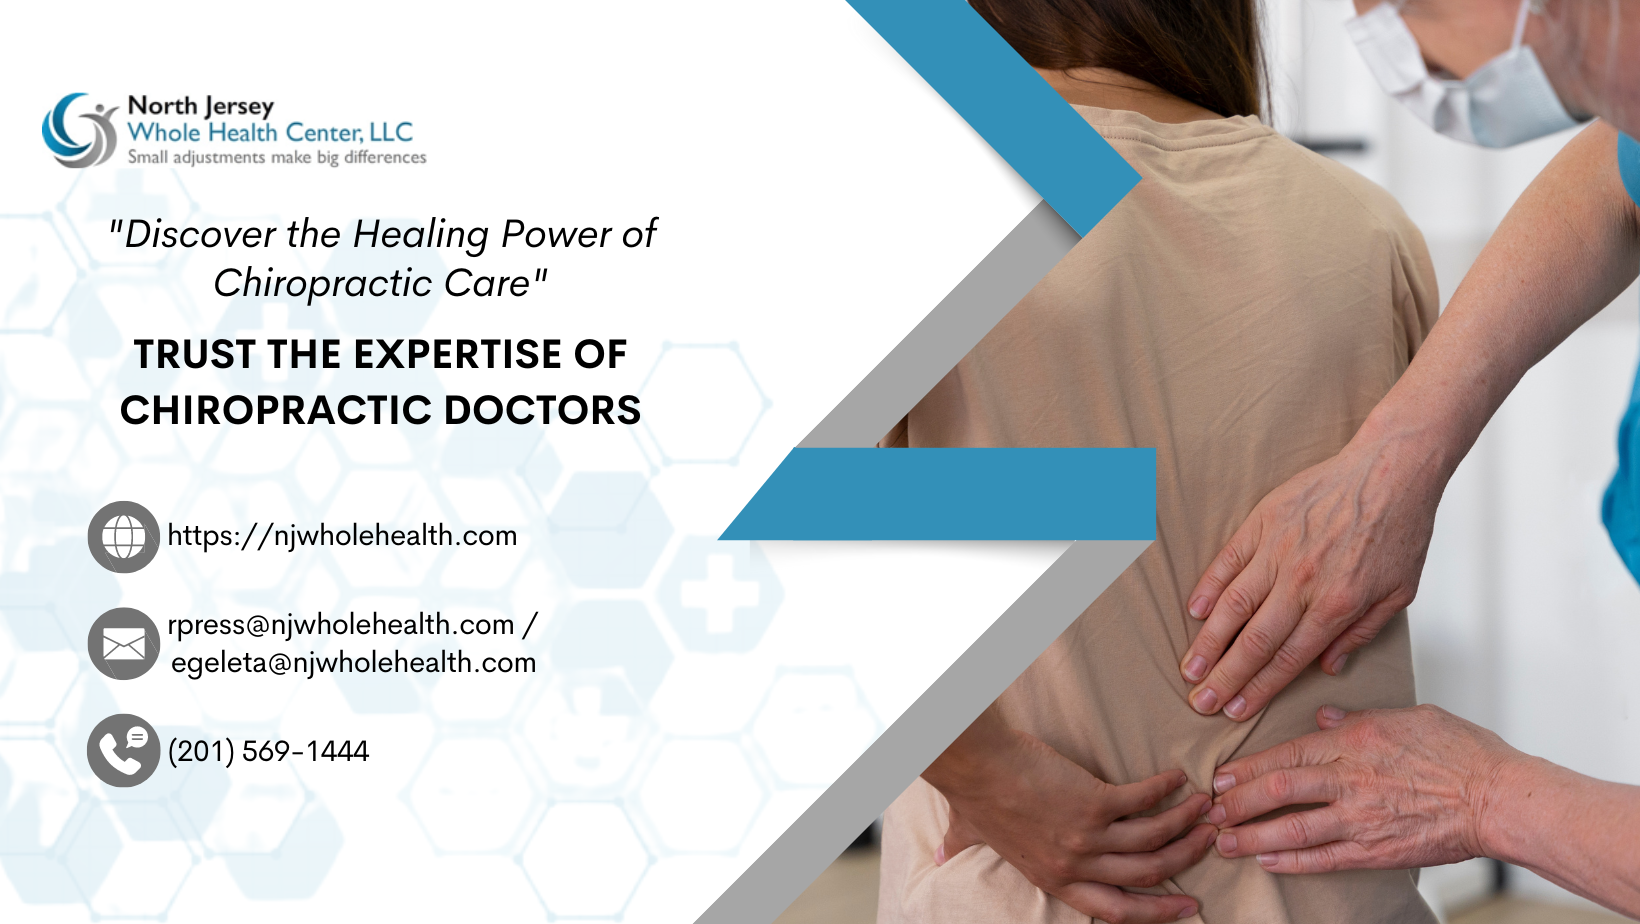 North Jersey
Whole Health Center, LLC
Small adjustments make big differences
"Discover the Healing Power of
Chiropractic Care"
TRUST THE EXPERTISE OF
CHIROPRACTIC DOCTORS
https://njwholehealth.com
rpress@njwholehealth.com /
egeleta@njwholehealth.com
(201) 569-1444